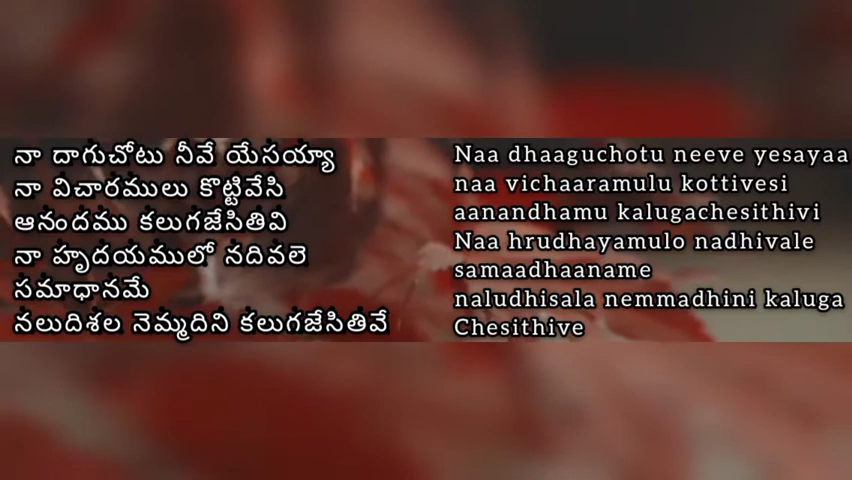 నా దాగుచోటు నీవే యేసయ్యా
నా విచారములు కొట్టివేసి
ఆనందము కలుగజేసితివి
నా హృదయములో నదివలె
సమాధానమే
నలుదిశల నెమ్మదిని కలుగజేసితివే
Naa dhaaguchotu neeve yesayaa
naa vichaaramulu kottivesi
aanandhamu kalugachesithivi
Naa hrudhayamulo nadhivale
samaadhaaname
naludhisala nemmadhini kaluga
Chesithive